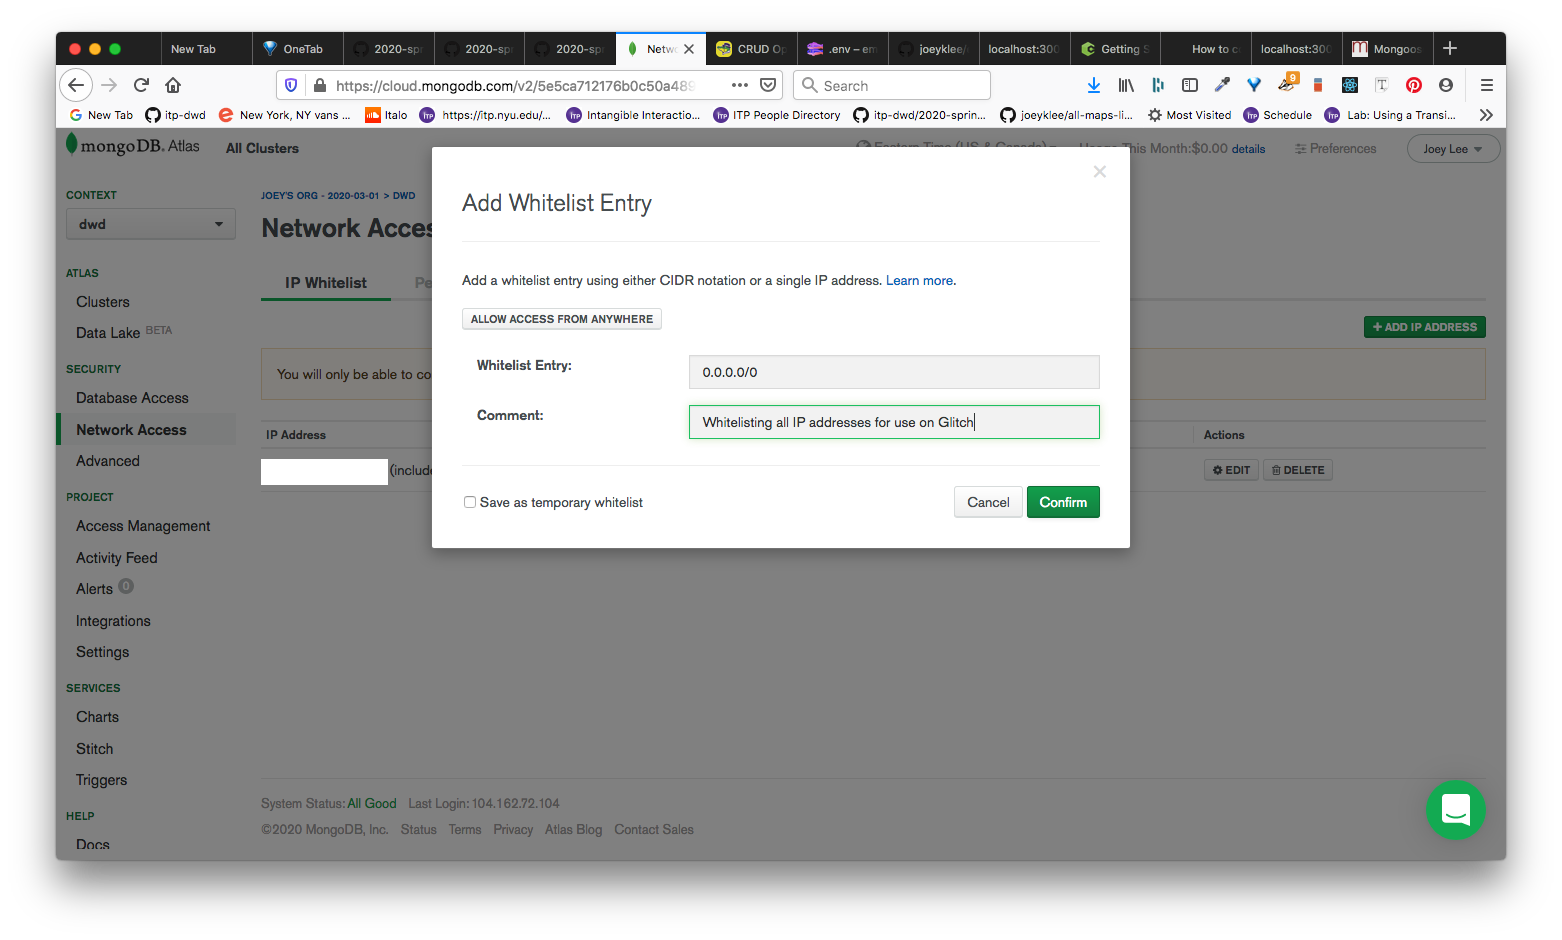 New Tab
OneTab
2020-spr
2020-spr
2020-spr
Netw
CRUD Op
.env – em
joeyklee/
localhost:300
Getting S
How to c
localhost:300
Mongoos
https://cloud.mongodb.com/v2/5e5ca712176b0c50a489
Search
9
New Tab
itp-dwd
New York, NY vans ...
Italo
https://itp.nyu.edu/...
Intangible Interactio...
ITP People Directory
itp-dwd/2020-sprin...
joeyklee/all-maps-li...
Most Visited
Schedule
Lab: Using a Transi...
mongoDB. Atlas
All Clusters
Eastern Time (US & Canada)
Usage This Month:$0.00 details
Preferences
Joey Lee
CONTEXT
dwd
ATLAS
Clusters
Data Lake BETA
SECURITY
Database Access
Network Access
Advanced
PROJECT
Access Management
Activity Feed
Alerts 0
Integrations
Settings
SERVICES
Charts
Stitch
Triggers
HELP
Docs
JOEY'S ORG - 2020-03-01 > DWD
Network Acces
IP Whitelist
Pe
+ ADD IP ADDRESS
You will only be able to co
IP Address
Actions
(include
EDIT
DELETE
Add Whitelist Entry
Add a whitelist entry using either CIDR notation or a single IP address. Learn more.
ALLOW ACCESS FROM ANYWHERE
Whitelist Entry:
0.0.0.0/0
Comment:
Whitelisting all IP addresses for use on Glitch
Save as temporary whitelist
Cancel
Confirm
System Status: All Good Last Login: 104.162.72.104
©2020 MongoDB, Inc. Status Terms Privacy Atlas Blog Contact Sales